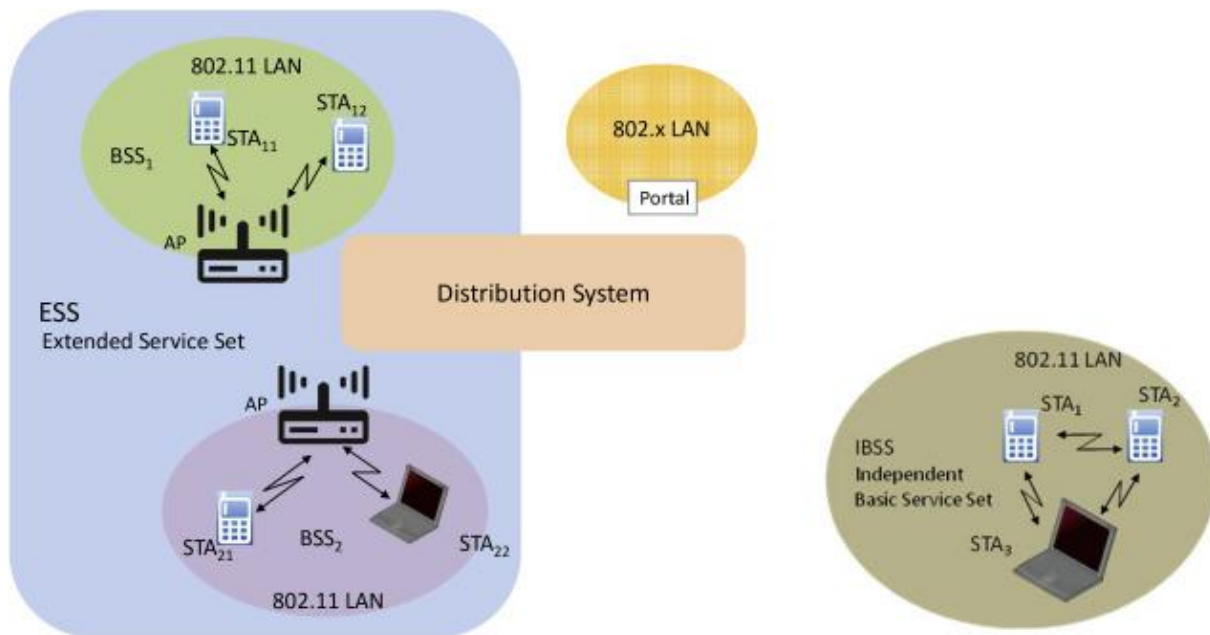 802.11 LAN
STA12
STA11
BSS1
AP
802.x LAN
Portal
Distribution System
ESS
Extended Service Set
AP
STA21
BSS2
STA22
802.11 LAN
802.11 LAN
STA1
STA2
IBSS
Independent
Basic Service Set
STA3